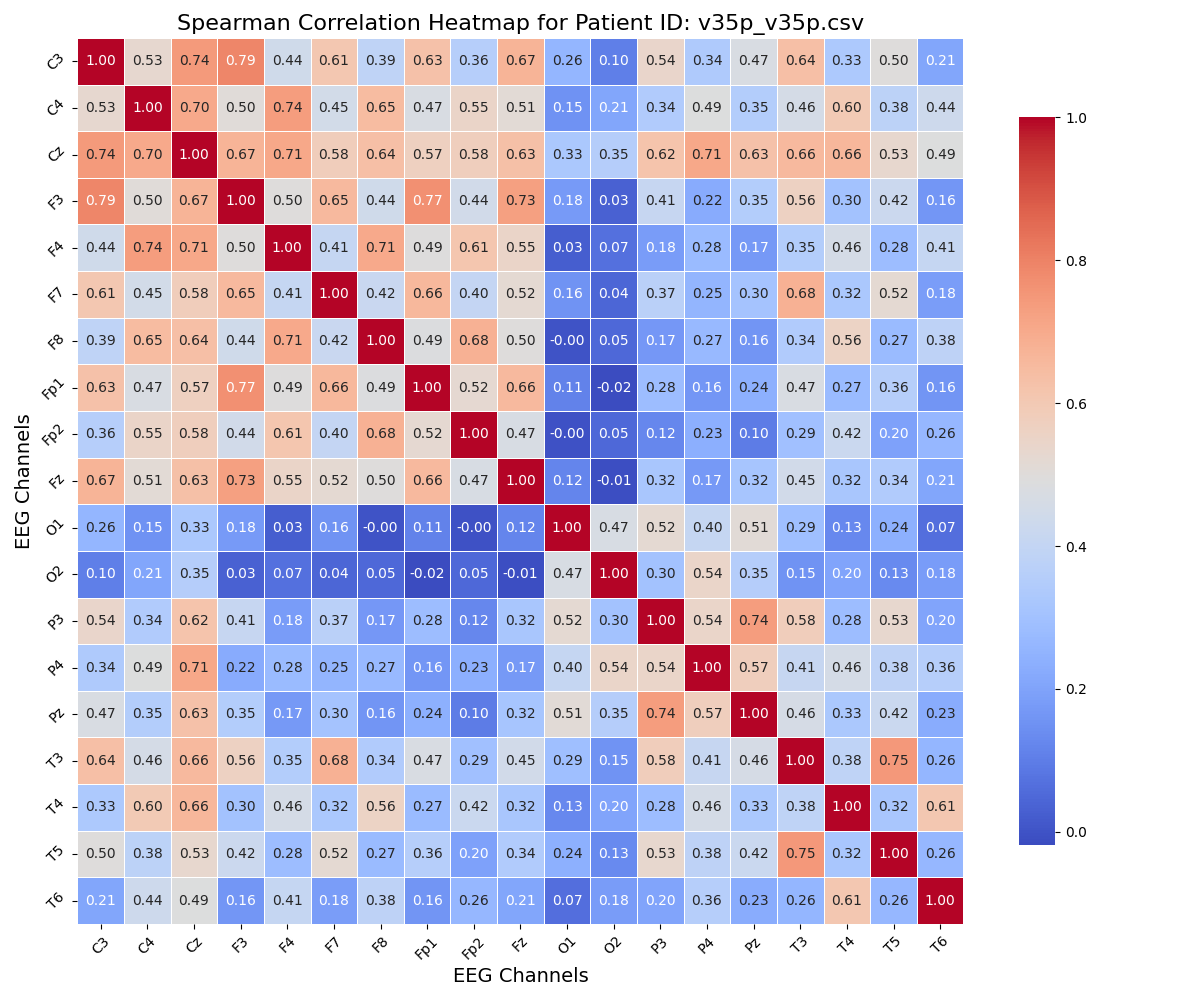 Spearman Correlation Heatmap for Patient ID: v35p_v35p.csv
EEG Channels
C3 1.00 0.53 0.74 0.79 0.44 0.61 0.39 0.63 0.36 0.67 0.26 0.10 0.54 0.34 0.47 0.64 0.33 0.50 0.21
C4 0.53 1.00 0.70 0.50 0.74 0.45 0.65 0.47 0.55 0.51 0.15 0.21 0.34 0.49 0.35 0.46 0.60 0.38 0.44
Cz 0.74 0.70 1.00 0.67 0.71 0.58 0.64 0.57 0.58 0.63 0.33 0.35 0.62 0.71 0.63 0.66 0.66 0.53 0.49
F3 0.79 0.50 0.67 1.00 0.50 0.65 0.44 0.77 0.44 0.73 0.18 0.03 0.41 0.22 0.35 0.56 0.30 0.42 0.16
F4 0.44 0.74 0.71 0.50 1.00 0.41 0.71 0.49 0.61 0.55 0.03 0.07 0.18 0.28 0.17 0.35 0.46 0.28 0.41
F7 0.61 0.45 0.58 0.65 0.41 1.00 0.42 0.66 0.40 0.52 0.16 0.04 0.37 0.25 0.30 0.68 0.32 0.52 0.18
F8 0.39 0.65 0.64 0.44 0.71 0.42 1.00 0.49 0.68 0.50 -0.00 0.05 0.17 0.27 0.16 0.34 0.56 0.27 0.38
Fp1 0.63 0.47 0.57 0.77 0.49 0.66 0.49 1.00 0.52 0.66 0.11 -0.02 0.28 0.16 0.24 0.47 0.27 0.36 0.16
Fp2 0.36 0.55 0.58 0.44 0.61 0.40 0.68 0.52 1.00 0.47 -0.00 0.05 0.12 0.23 0.10 0.29 0.42 0.20 0.26
Fz 0.67 0.51 0.63 0.73 0.55 0.52 0.50 0.66 0.47 1.00 0.12 -0.01 0.32 0.17 0.32 0.45 0.32 0.34 0.21
O1 0.26 0.15 0.33 0.18 0.03 0.16 -0.00 0.11 -0.00 0.12 1.00 0.47 0.52 0.40 0.51 0.29 0.13 0.24 0.07
O2 0.10 0.21 0.35 0.03 0.07 0.04 0.05 -0.02 0.05 -0.01 0.47 1.00 0.30 0.54 0.35 0.15 0.20 0.13 0.18
P3 0.54 0.34 0.62 0.41 0.18 0.37 0.17 0.28 0.12 0.32 0.52 0.30 1.00 0.54 0.74 0.58 0.28 0.53 0.20
P4 0.34 0.49 0.71 0.22 0.28 0.25 0.27 0.16 0.23 0.17 0.40 0.54 0.54 1.00 0.57 0.41 0.46 0.38 0.36
Pz 0.47 0.35 0.63 0.35 0.17 0.30 0.16 0.24 0.10 0.32 0.51 0.35 0.74 0.57 1.00 0.46 0.33 0.42 0.23
T3 0.64 0.46 0.66 0.56 0.35 0.68 0.34 0.47 0.29 0.45 0.29 0.15 0.58 0.41 0.46 1.00 0.38 0.75 0.26
T4 0.33 0.60 0.66 0.30 0.46 0.32 0.56 0.27 0.42 0.32 0.13 0.20 0.28 0.46 0.33 0.38 1.00 0.32 0.61
T5 0.50 0.38 0.53 0.42 0.28 0.52 0.27 0.36 0.20 0.34 0.24 0.13 0.53 0.38 0.42 0.75 0.32 1.00 0.26
T6 0.21 0.44 0.49 0.16 0.41 0.18 0.38 0.16 0.26 0.21 0.07 0.18 0.20 0.36 0.23 0.26 0.61 0.26 1.00
C3 C4 Cz F3 F4 F7 F8 Fp1 Fp2 Fz O1 O2 P3 P4 Pz T3 T4 T5 T6
EEG Channels
1.0
0.8
0.6
0.4
0.2
0.0